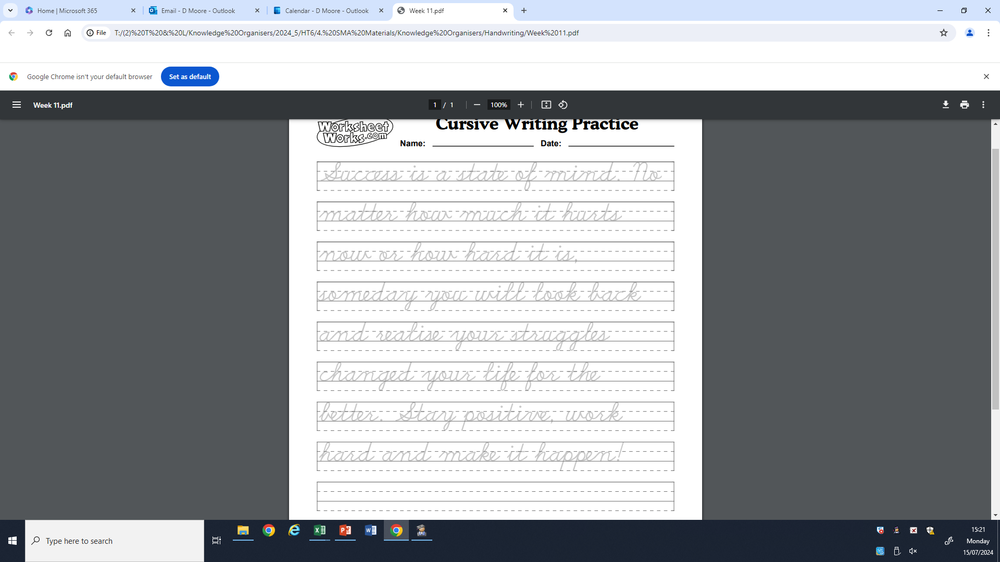 Home | Microsoft 365
Email - D Moore - Outlook
Calendar - D Moore - Outlook
Week 11.pdf
File
T:/(2)%20T%20&%20L/Knowledge%20Organisers/2024_5/HT6/4.%20SMA%20Materials/Knowledge%20Organisers/Handwriting/Week%2011.pdf
Google Chrome isn't your default browser
Set as default
Week 11.pdf
1 / 1
100%
Worksheet
Works.com
Cursive Writing Practice
Name:
Date:
Success is a state of mind. No
matter how much it hurts
now or how hard it is,
someday you will look back
and realise your struggles
changed your life for the
better. Stay positive, work
hard and make it happen!
Type here to search
15:21
Monday
15/07/2024